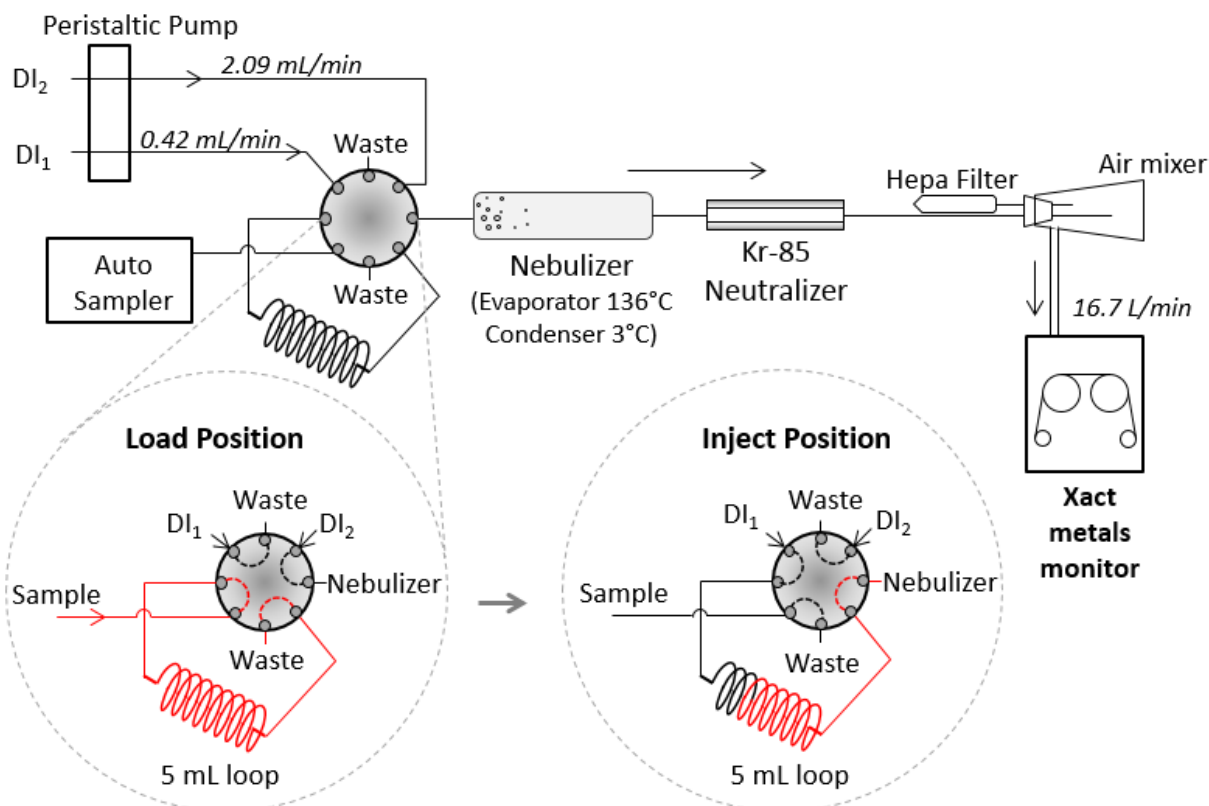 Peristaltic Pump
DI₂
2.09 mL/min
DI₁
0.42 mL/min
Waste
Waste
Auto
Sampler
Nebulizer
(Evaporator 136°C
Condenser 3°C)
Kr-85
Neutralizer
Hepa Filter
Air mixer
16.7 L/min
Xact
metals
monitor
Load Position
Waste
DI₁
DI₂
Nebulizer
Sample
Waste
5 mL loop
Inject Position
Waste
DI₁
DI₂
Nebulizer
Sample
Waste
5 mL loop